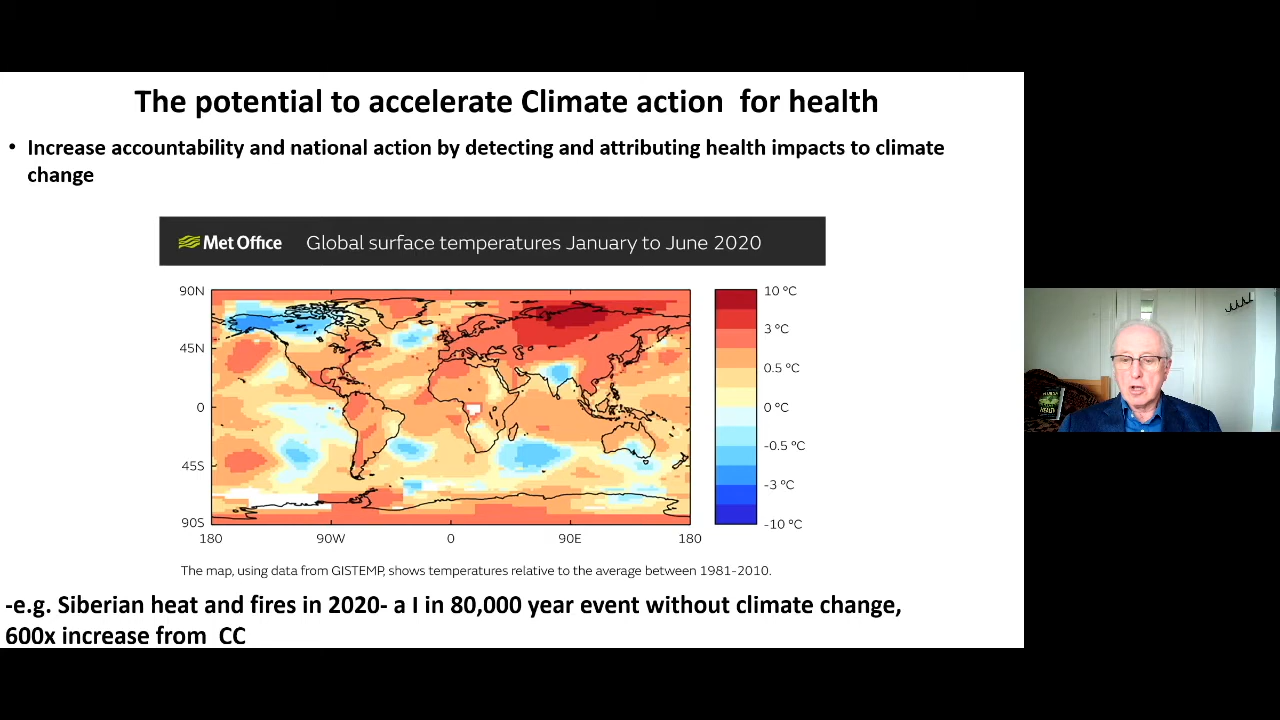 The potential to accelerate Climate action  for health
• Increase accountability and national action by detecting and attributing health impacts to climate
change
Met Office Global surface temperatures January to June 2020
90N
45N
0
45S
90S
180 90W 0 90E 180
10 °C
3 °C
0.5 °C
0 °C
-0.5 °C
-3 °C
-10 °C
The map, using data from GISTEMP, shows temperatures relative to the average between 1981-2010.
-e.g. Siberian heat and fires in 2020- a I in 80,000 year event without climate change,
600x increase from  CC